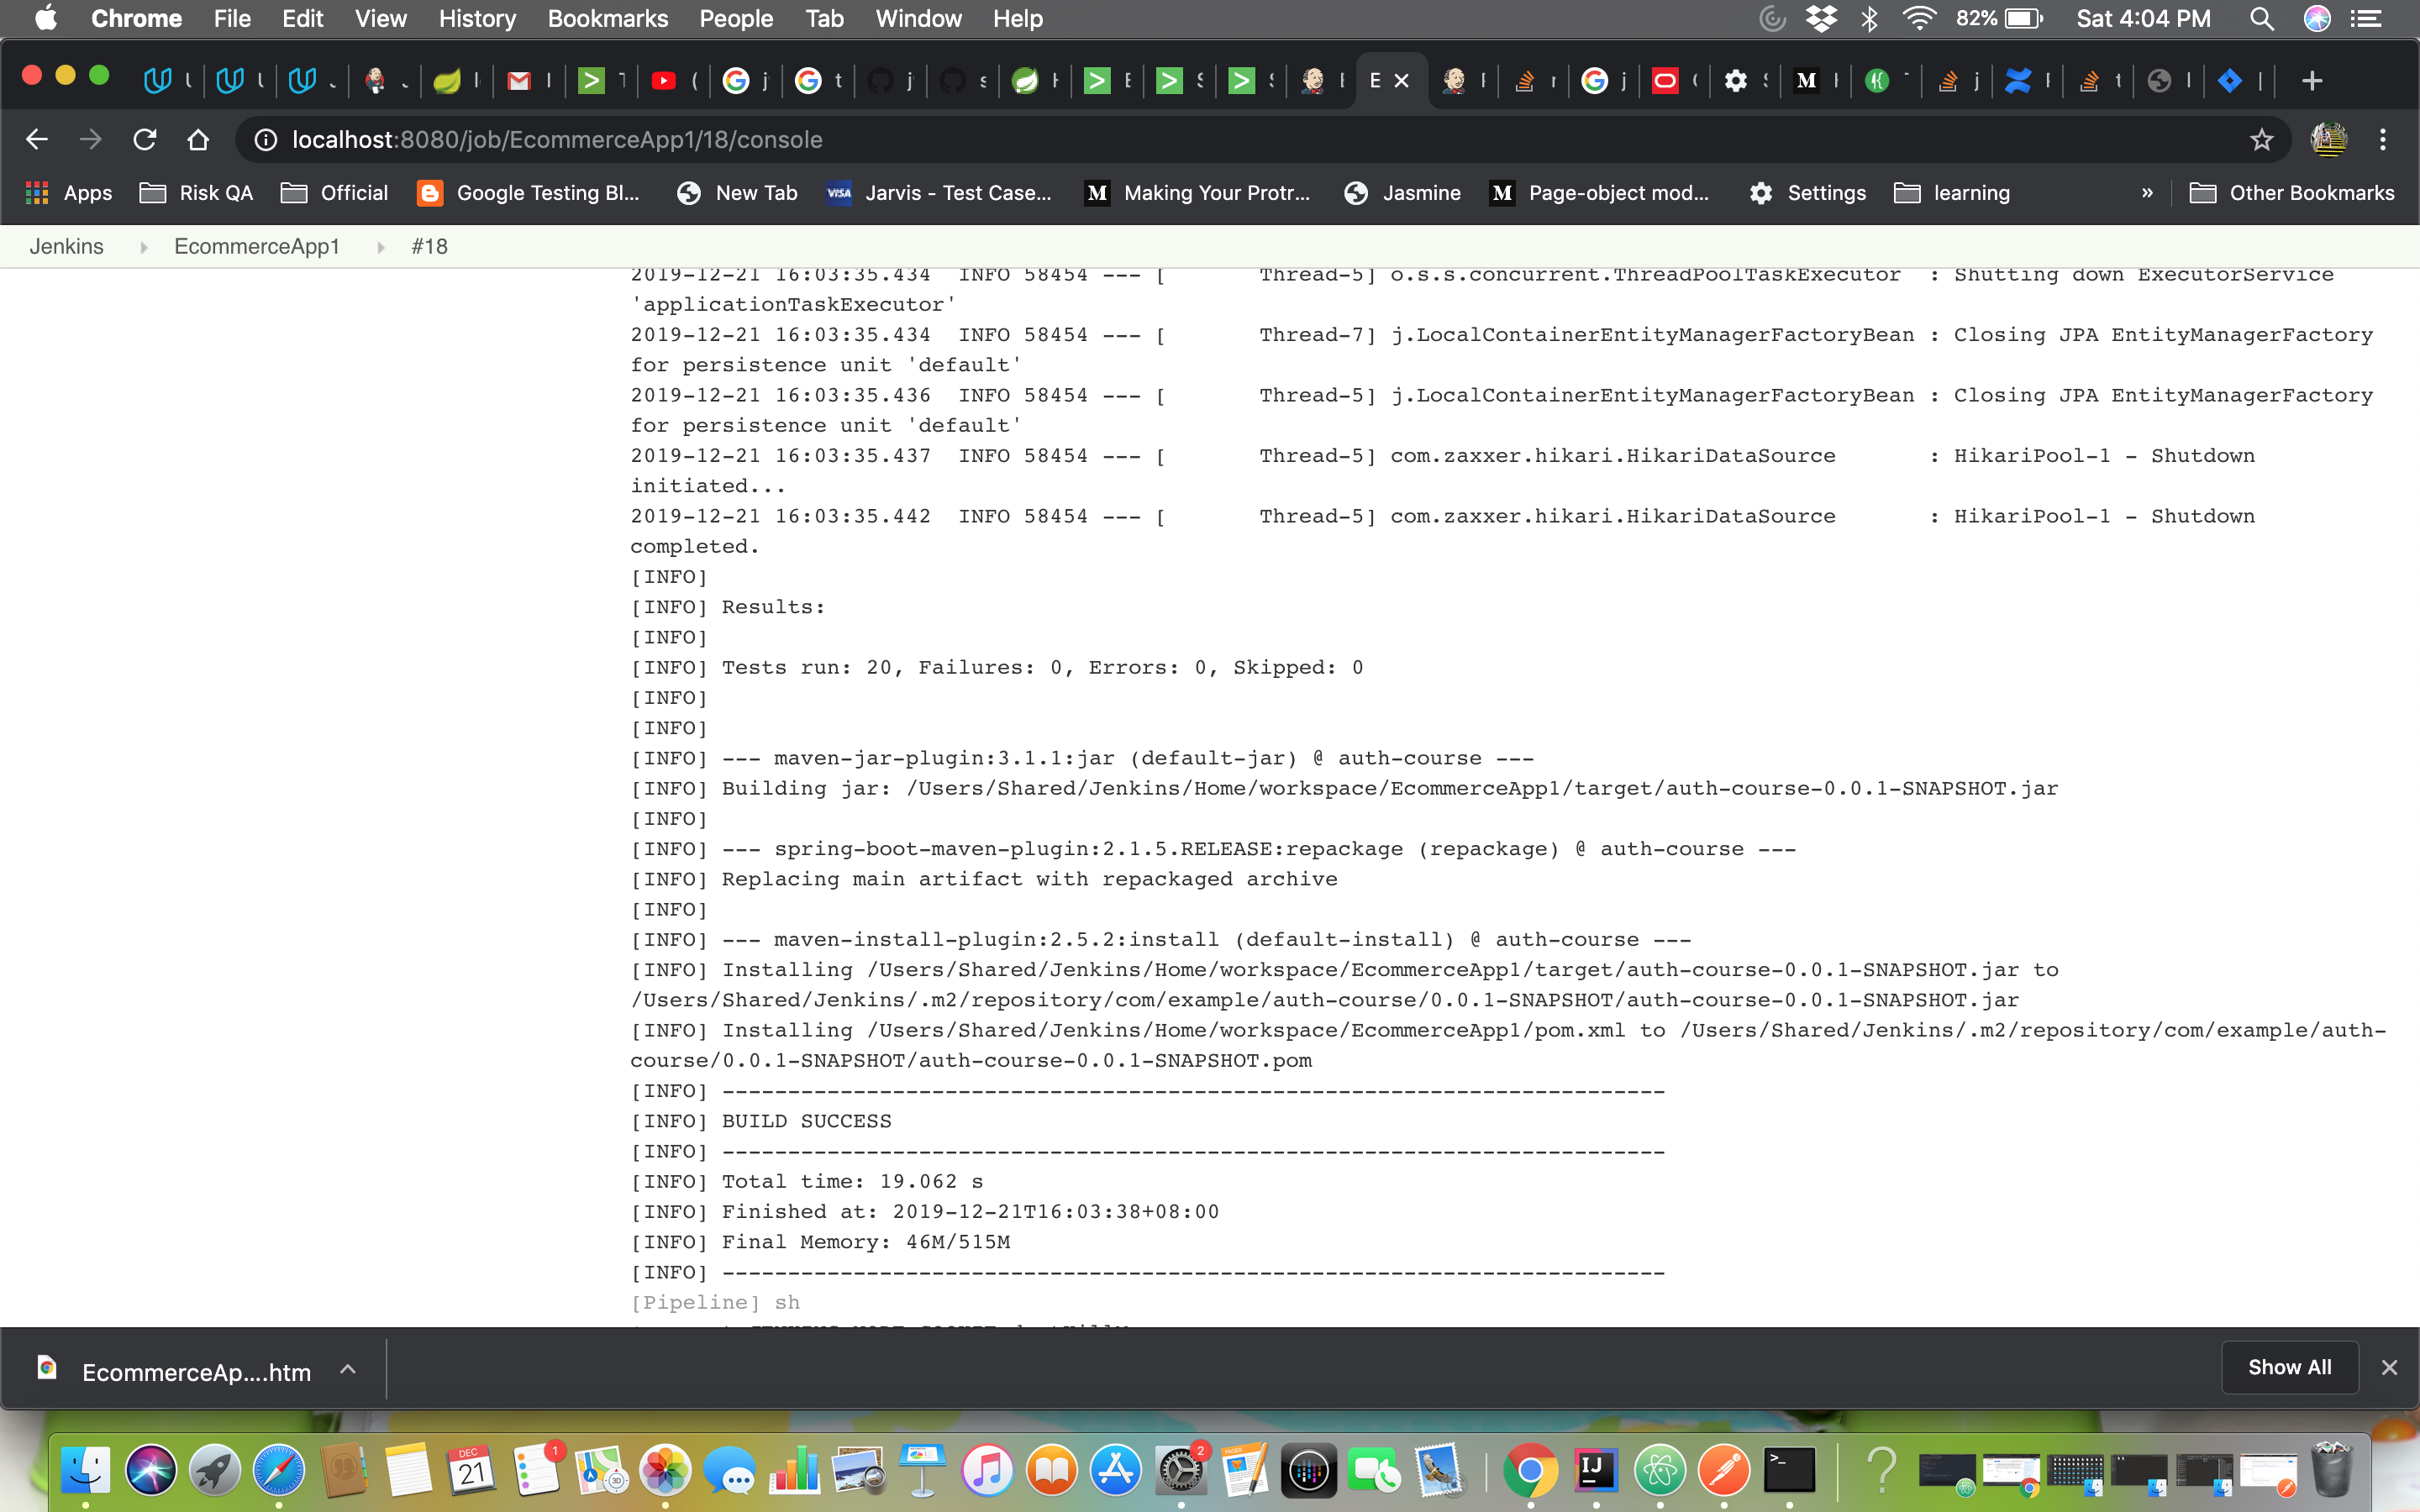 Chrome File Edit View History Bookmarks People Tab Window Help 82% Sat 4:04 PM
E
localhost:8080/job/EcommerceApp1/18/console
Apps Risk QA Official Google Testing Bl... New Tab VISA Jarvis - Test Case... M Making Your Protr... Jasmine M Page-object mod... Settings learning » Other Bookmarks
Jenkins EcommerceApp1 #18
2019-12-21 16:03:35.434  INFO 58454 --- [       Thread-5] o.s.s.concurrent.ThreadPoolTaskExecutor  : Shutting down ExecutorService
'applicationTaskExecutor'
2019-12-21 16:03:35.434  INFO 58454 --- [       Thread-7] j.LocalContainerEntityManagerFactoryBean : Closing JPA EntityManagerFactory
for persistence unit 'default'
2019-12-21 16:03:35.436  INFO 58454 --- [       Thread-5] j.LocalContainerEntityManagerFactoryBean : Closing JPA EntityManagerFactory
for persistence unit 'default'
2019-12-21 16:03:35.437  INFO 58454 --- [       Thread-5] com.zaxxer.hikari.HikariDataSource       : HikariPool-1 - Shutdown
initiated...
2019-12-21 16:03:35.442  INFO 58454 --- [       Thread-5] com.zaxxer.hikari.HikariDataSource       : HikariPool-1 - Shutdown
completed.
[INFO]
[INFO] Results:
[INFO]
[INFO] Tests run: 20, Failures: 0, Errors: 0, Skipped: 0
[INFO]
[INFO]
[INFO] --- maven-jar-plugin:3.1.1:jar (default-jar) @ auth-course ---
[INFO] Building jar: /Users/Shared/Jenkins/Home/workspace/EcommerceApp1/target/auth-course-0.0.1-SNAPSHOT.jar
[INFO]
[INFO] --- spring-boot-maven-plugin:2.1.5.RELEASE:repackage (repackage) @ auth-course ---
[INFO] Replacing main artifact with repackaged archive
[INFO]
[INFO] --- maven-install-plugin:2.5.2:install (default-install) @ auth-course ---
[INFO] Installing /Users/Shared/Jenkins/Home/workspace/EcommerceApp1/target/auth-course-0.0.1-SNAPSHOT.jar to
/Users/Shared/Jenkins/.m2/repository/com/example/auth-course/0.0.1-SNAPSHOT/auth-course-0.0.1-SNAPSHOT.jar
[INFO] Installing /Users/Shared/Jenkins/Home/workspace/EcommerceApp1/pom.xml to /Users/Shared/Jenkins/.m2/repository/com/example/auth-
course/0.0.1-SNAPSHOT/auth-course-0.0.1-SNAPSHOT.pom
[INFO] ------------------------------------------------------------------------
[INFO] BUILD SUCCESS
[INFO] ------------------------------------------------------------------------
[INFO] Total time: 19.062 s
[INFO] Finished at: 2019-12-21T16:03:38+08:00
[INFO] Final Memory: 46M/515M
[INFO] ------------------------------------------------------------------------
[Pipeline] sh
EcommerceAp....htm Show All
DEC 21 1 3D 2 PAGES IJ >_